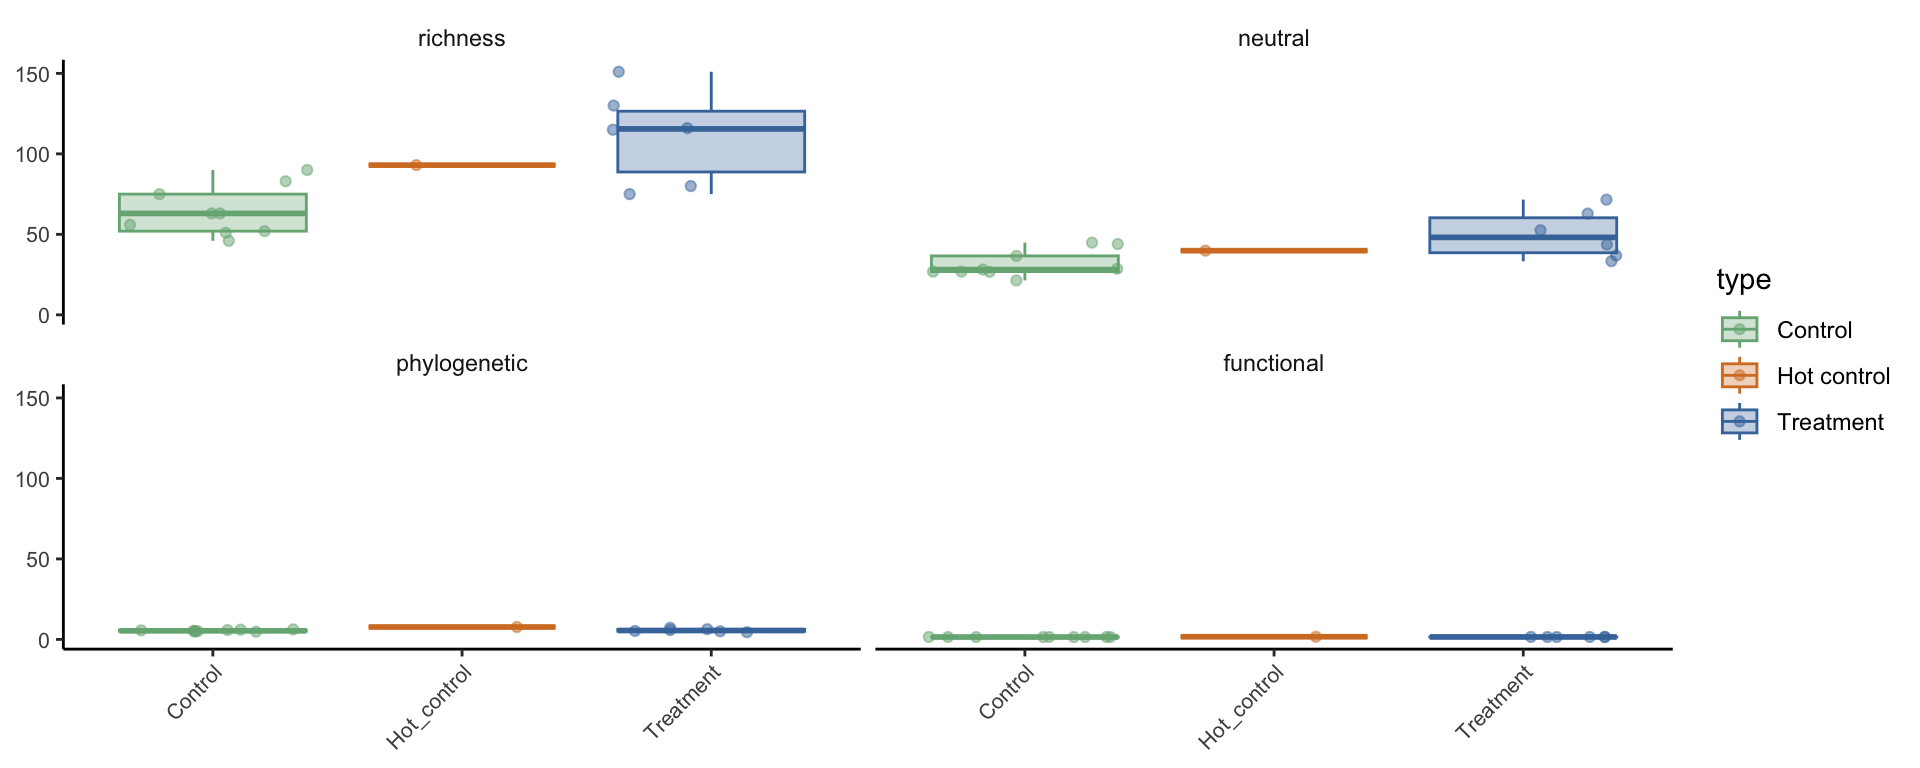 richness
neutral
150
100
50
0
phylogenetic
functional
150
100
50
0
Control
Hot_control
Treatment
Control
Hot_control
Treatment
type
Control
Hot control
Treatment